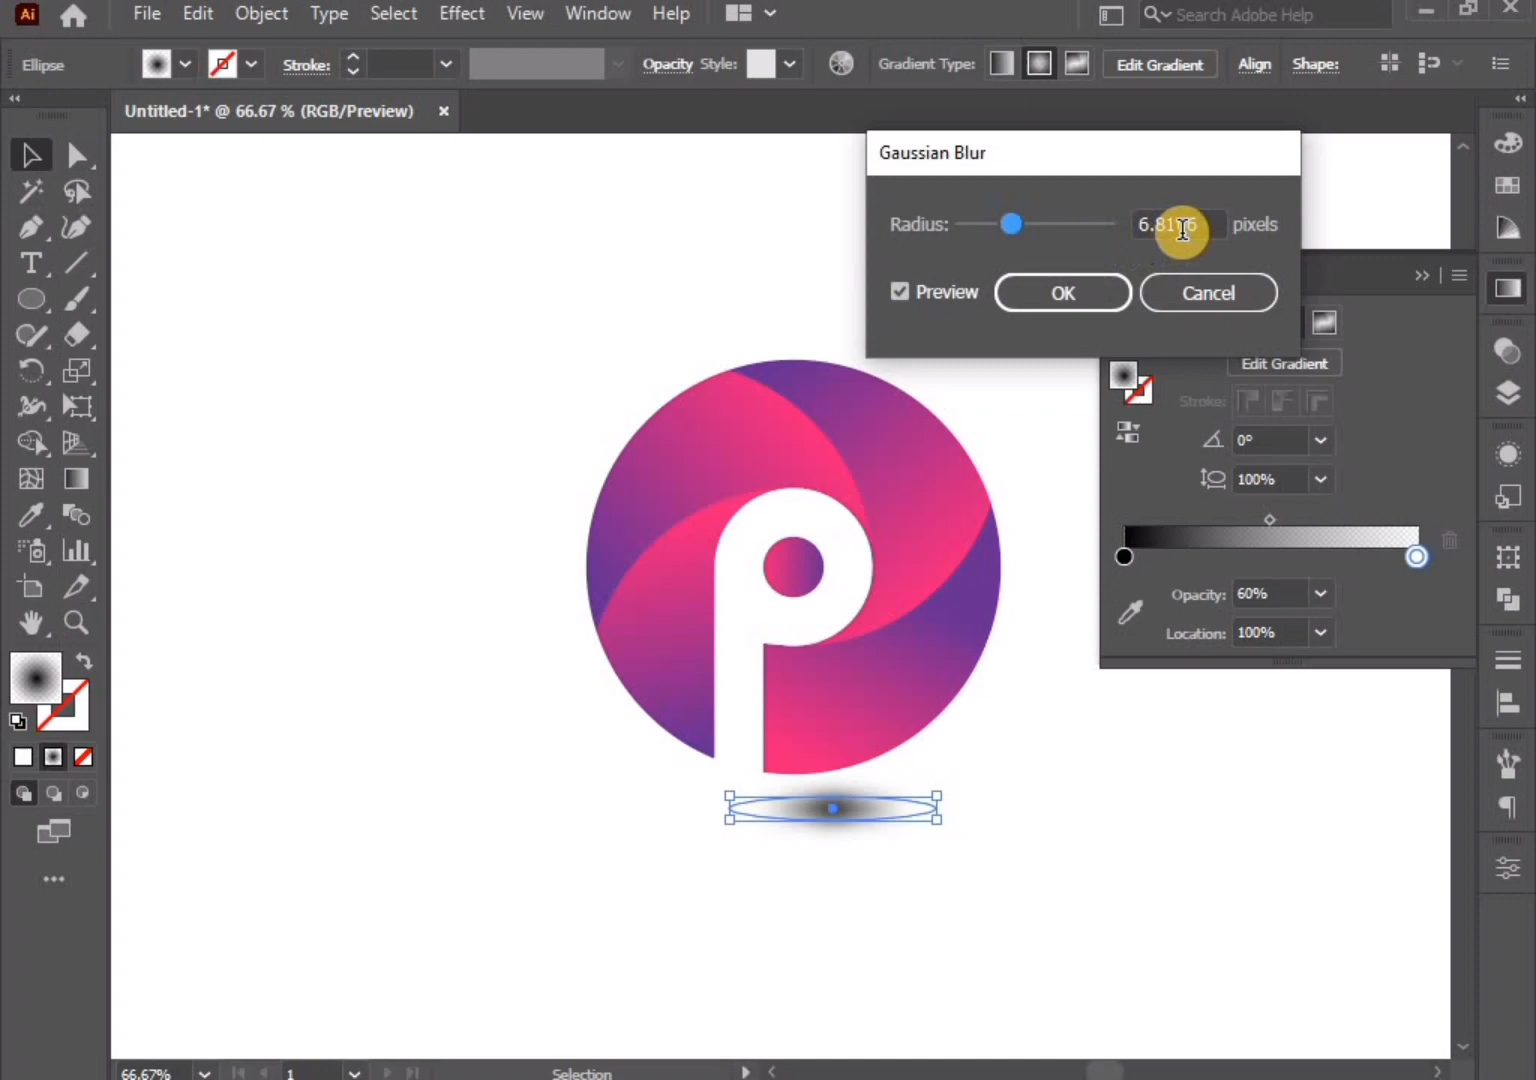 Ai File Edit Object Type Select Effect View Window Help Search Adobe Help
Ellipse Stroke: Opacity Style: Gradient Type: Edit Gradient Align Shape:
Untitled-1* @ 66.67 % (RGB/Preview)
Gaussian Blur
Radius: pixels
Preview OK Cancel
Edit Gradient
Stroke:
0°
100%
Opacity: 60%
Location: 100%
P
66.67% 1 Selection